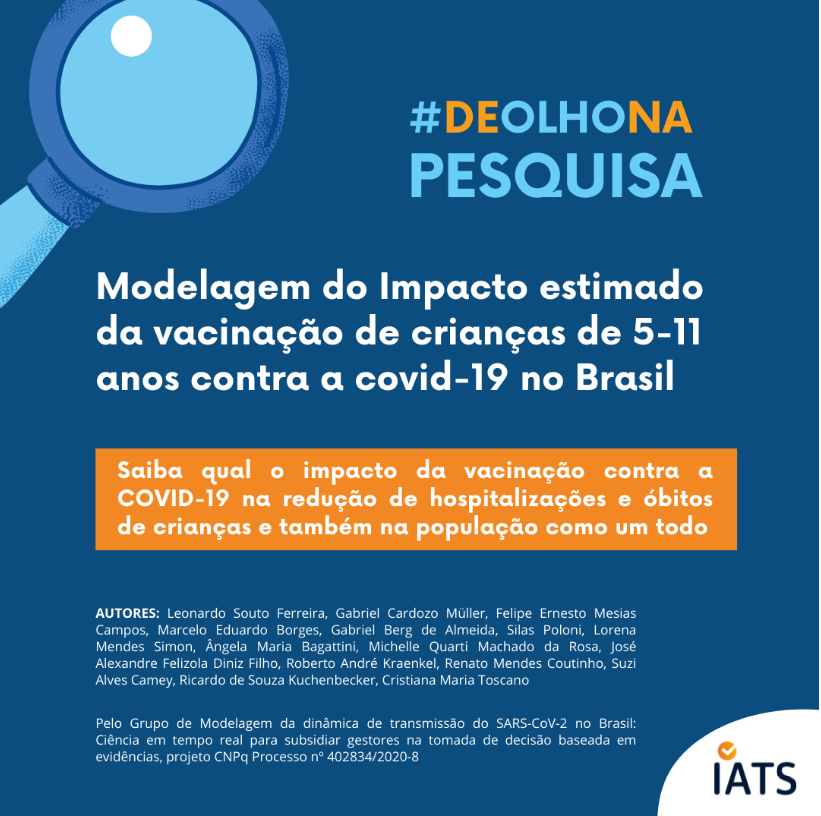 #DEOLHONA
PESQUISA
Modelagem do Impacto estimado
da vacinação de crianças de 5-11
anos contra a covid-19 no Brasil
Saiba qual o impacto da vacinação contra a
COVID-19 na redução de hospitalizações e óbitos
de crianças e também na população como um todo
AUTORES: Leonardo Souto Ferreira, Gabriel Cardozo Müller, Felipe Ernesto Mesias
Campos, Marcelo Eduardo Borges, Gabriel Berg de Almeida, Silas Poloni, Lorena
Mendes Simon, Ângela Maria Bagattini, Michelle Quarti Machado da Rosa, José
Alexandre Felizola Diniz Filho, Roberto André Kraenkel, Renato Mendes Coutinho, Suzi
Alves Camey, Ricardo de Souza Kuchenbecker, Cristiana Maria Toscano
Pelo Grupo de Modelagem da dinâmica de transmissão do SARS-CoV-2 no Brasil:
Ciência em tempo real para subsidiar gestores na tomada de decisão baseada em
evidências, projeto CNPq Processo nº 402834/2020-8
IATS